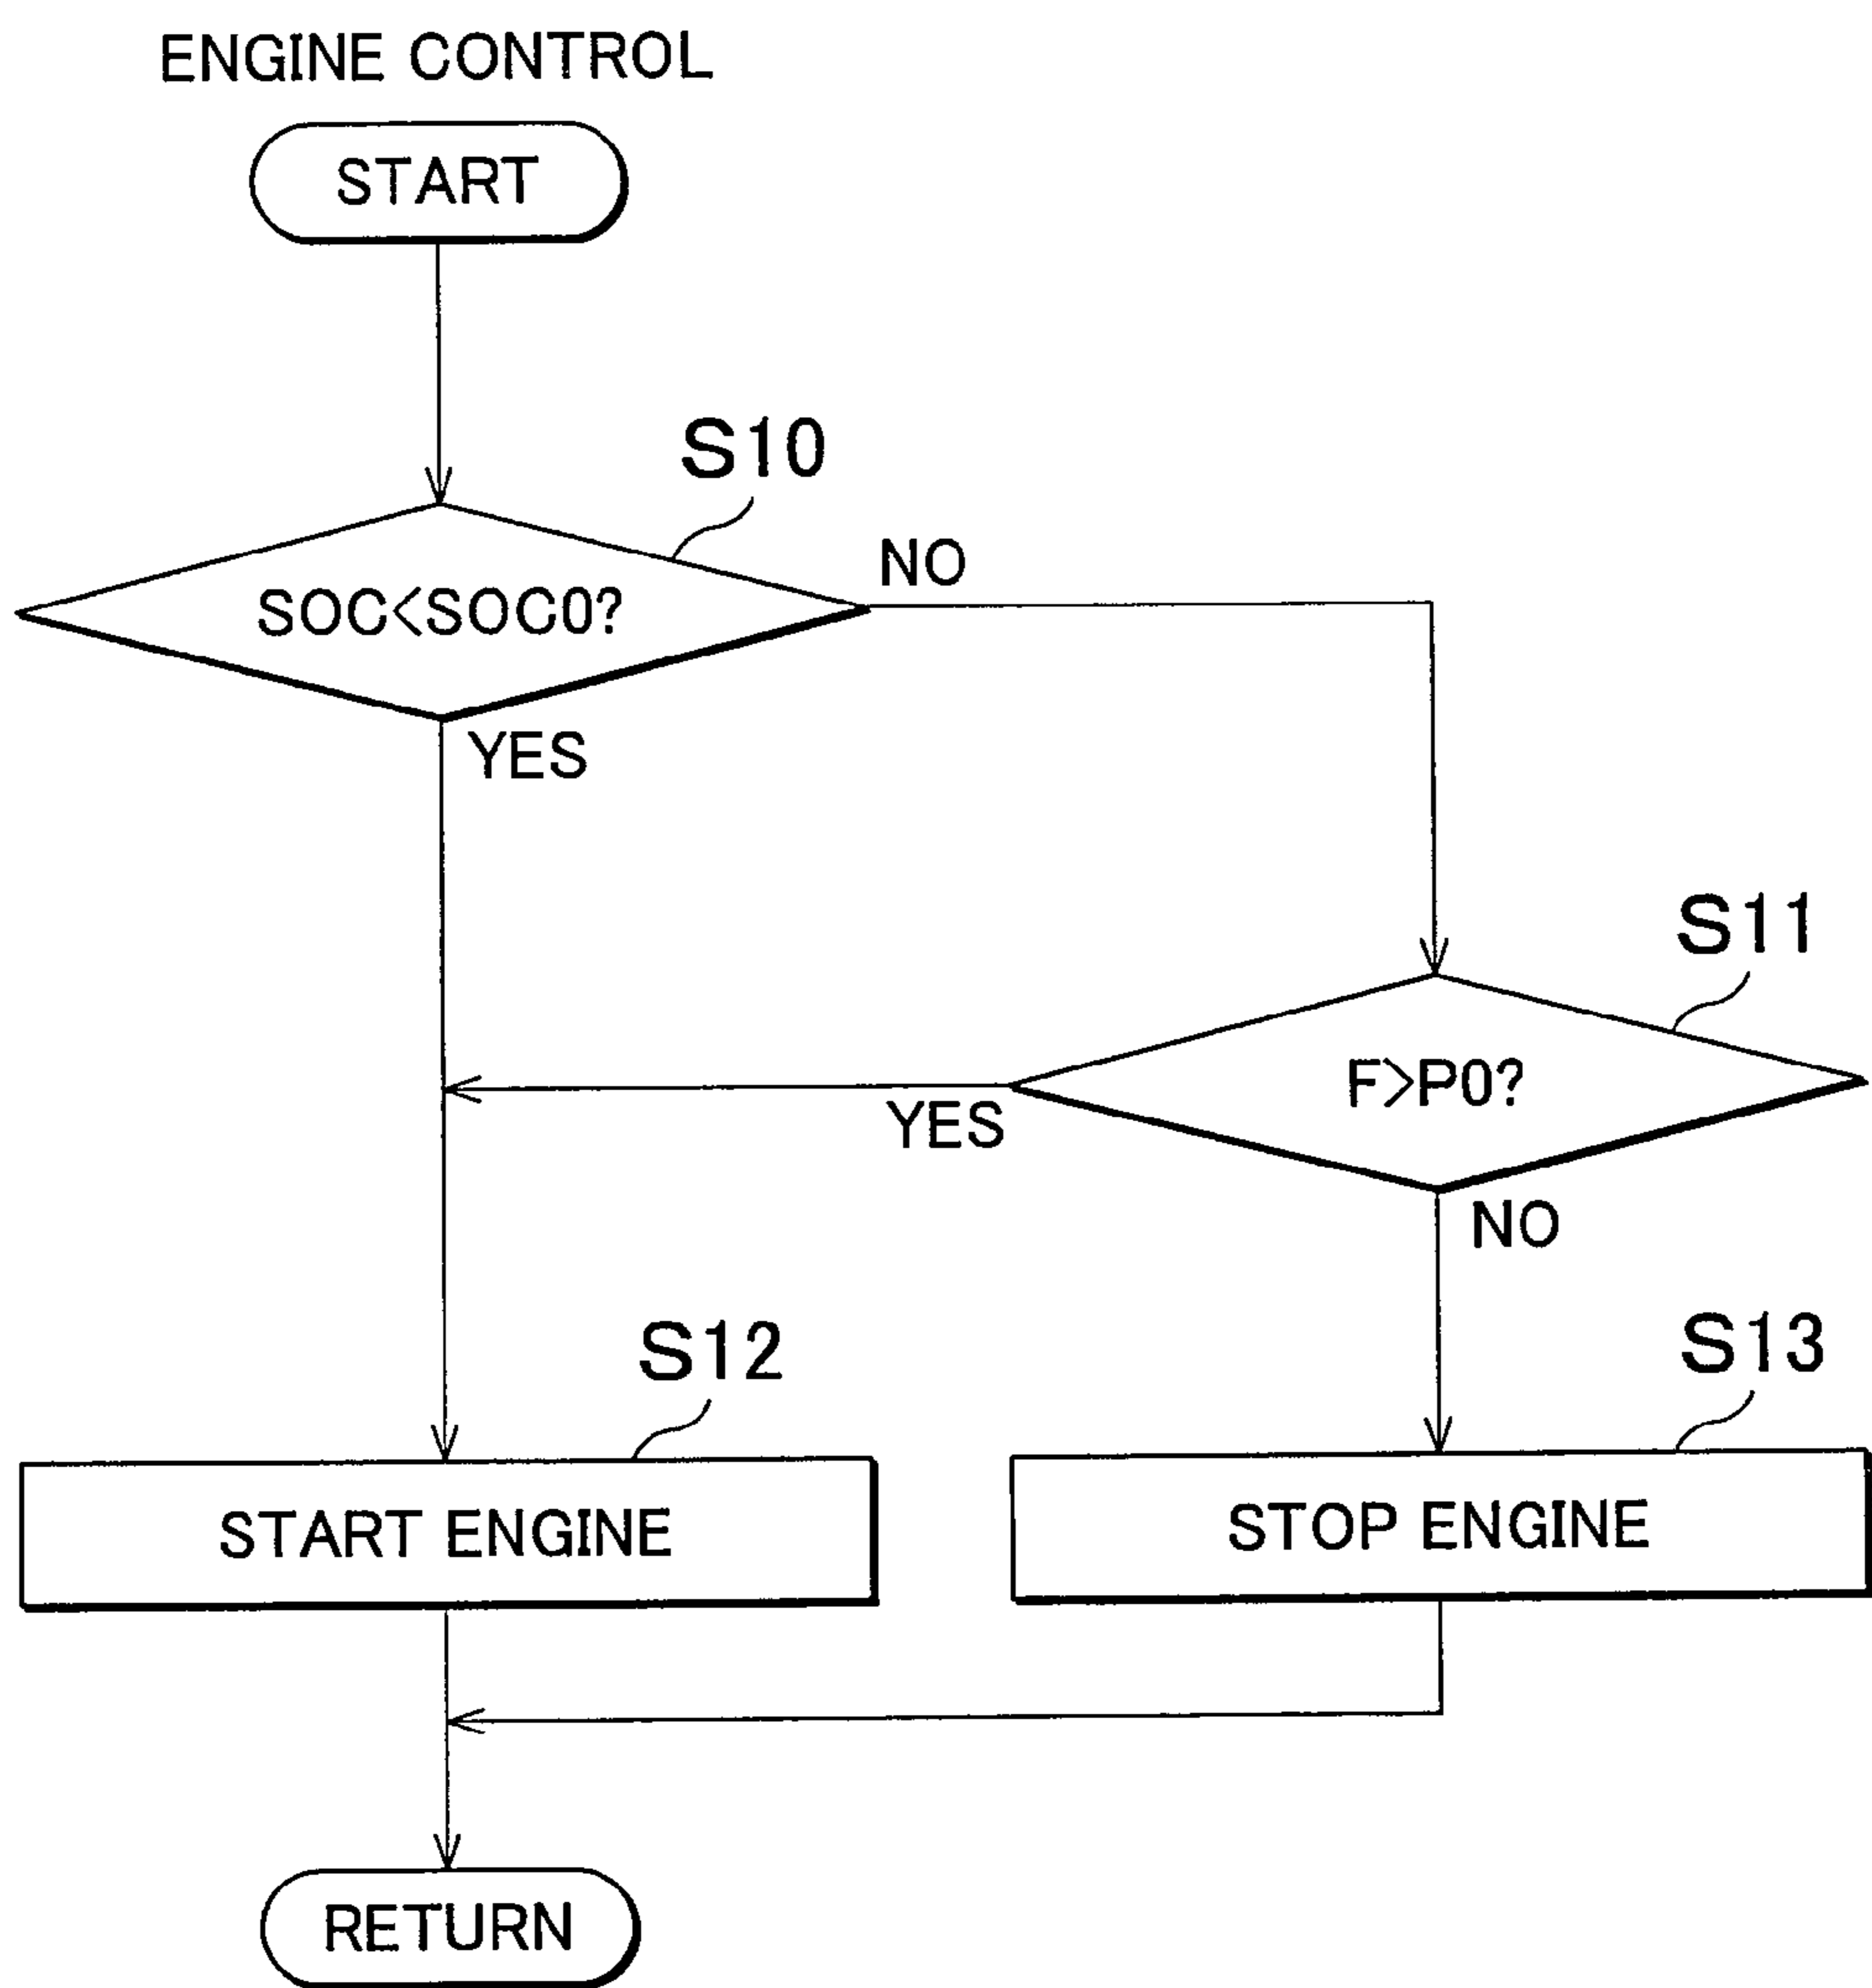 ENGINE CONTROL
START
S10
SOC<SOC0?
NO
YES
S11
F>P0?
YES
NO
S12
START ENGINE
S13
STOP ENGINE
RETURN